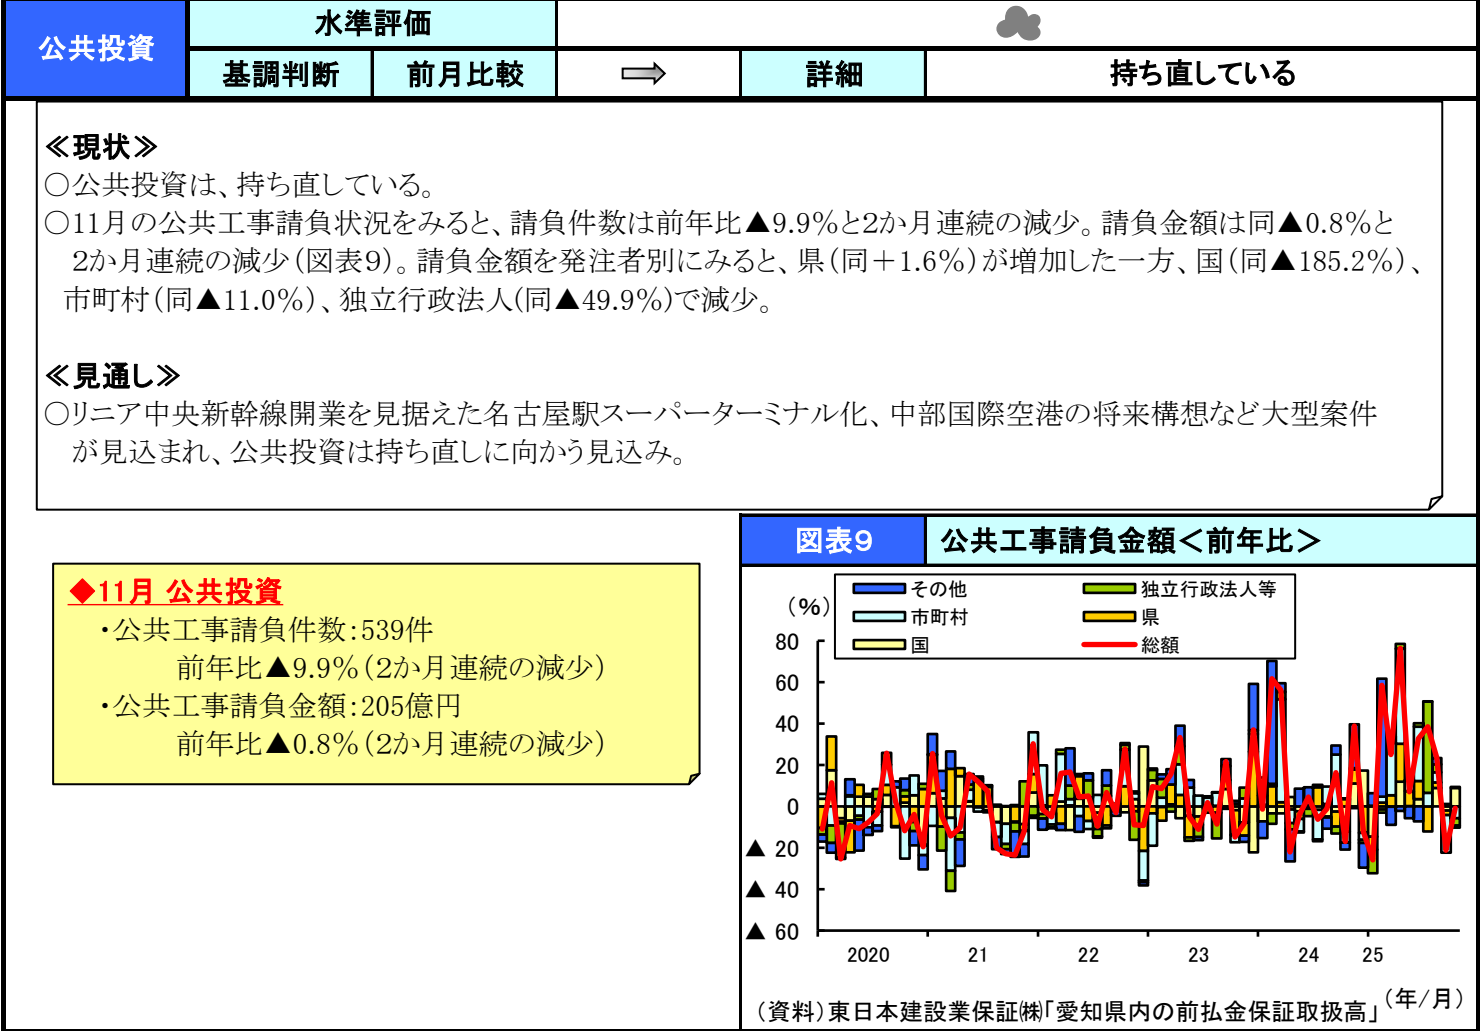 公共投資
水準評価
基調判断 前月比較 ⇨ 詳細 持ち直している
≪現状≫
○公共投資は、持ち直している。
○11月の公共工事請負状況をみると、請負件数は前年比▲9.9％と2か月連続の減少。請負金額は同▲0.8％と
2か月連続の減少（図表9）。請負金額を発注者別にみると、県（同＋1.6％）が増加した一方、国（同▲185.2％）、
市町村（同▲11.0％）、独立行政法人(同▲49.9％)で減少。
≪見通し≫
○リニア中央新幹線開業を見据えた名古屋駅スーパーターミナル化、中部国際空港の将来構想など大型案件
が見込まれ、公共投資は持ち直しに向かう見込み。
◆11月 公共投資
・公共工事請負件数：539件
前年比▲9.9％（2か月連続の減少）
・公共工事請負金額：205億円
前年比▲0.8％（2か月連続の減少）
図表9 公共工事請負金額＜前年比＞
（%）
その他 独立行政法人等
市町村 県
国 総額
80
60
40
20
0
▲ 20
▲ 40
▲ 60
2020 21 22 23 24 25
（年/月）
（資料）東日本建設業保証㈱「愛知県内の前払金保証取扱高」